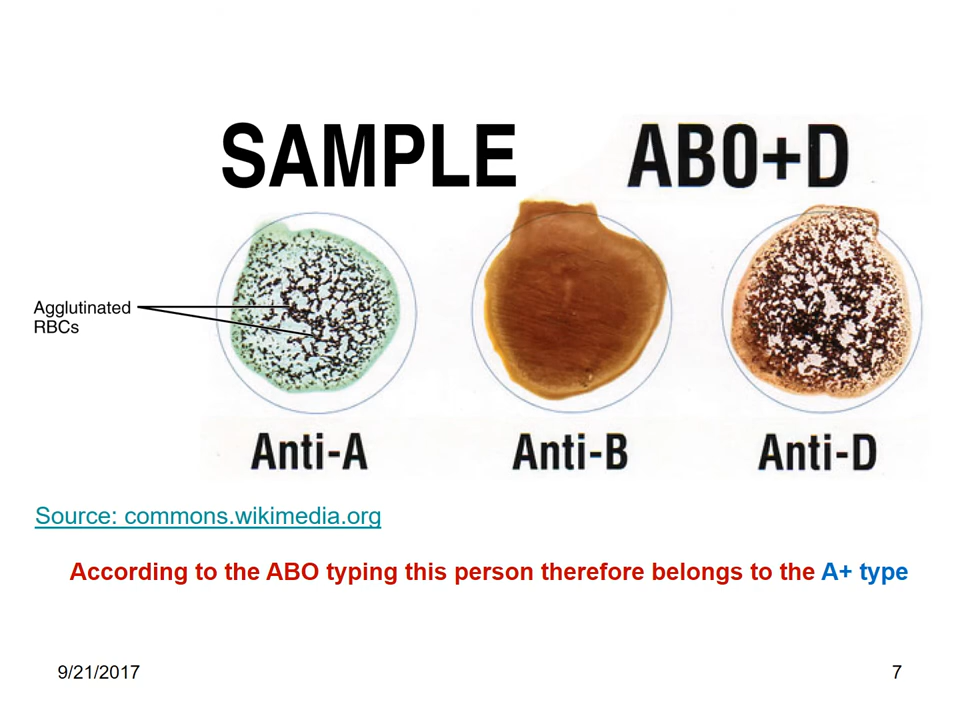 SAMPLE AB0+D
Agglutinated
RBCs
Anti-A Anti-B Anti-D
Source: commons.wikimedia.org
According to the ABO typing this person therefore belongs to the A+ type
9/21/2017 7